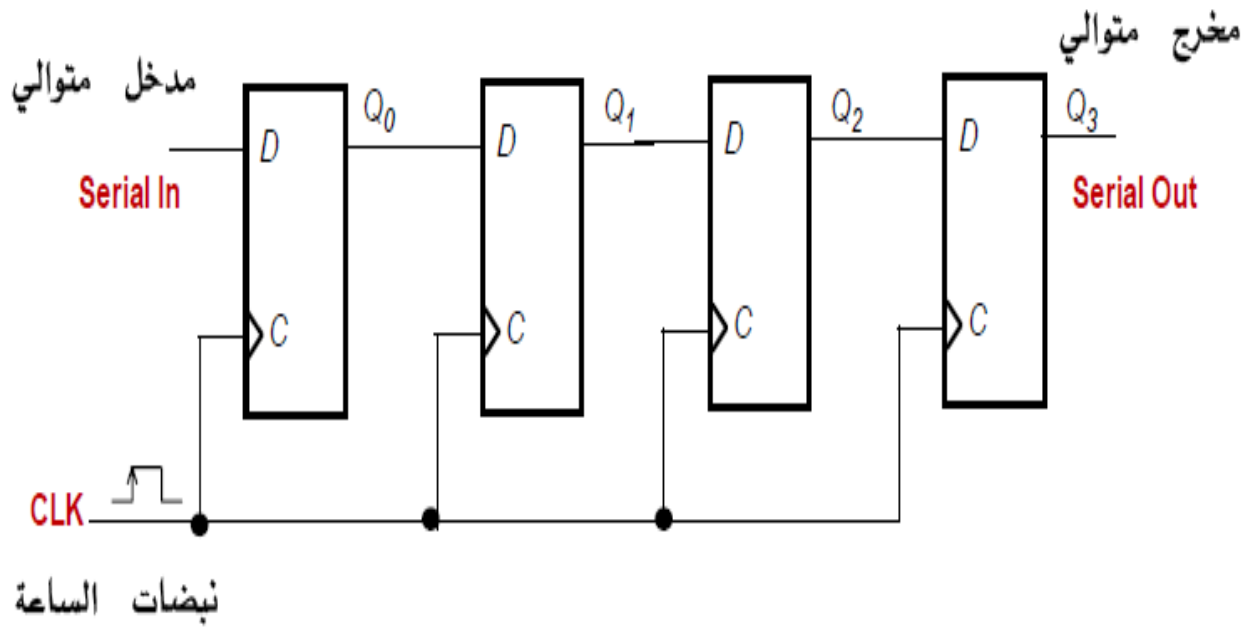 مخرج متوالي
مدخل متوالي
Q0
Q1
Q2
Q3
D
D
D
D
Serial In
Serial Out
C
C
C
C
CLK
نبضات الساعة